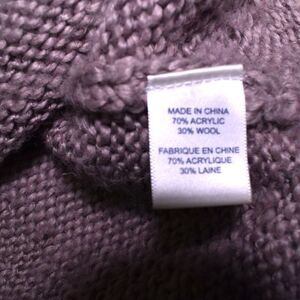 MADE IN CHINA
70% ACRYLIC
30% WOOL
FABRIQUE EN CHINE
70% ACRYLIQUE
30% LAINE